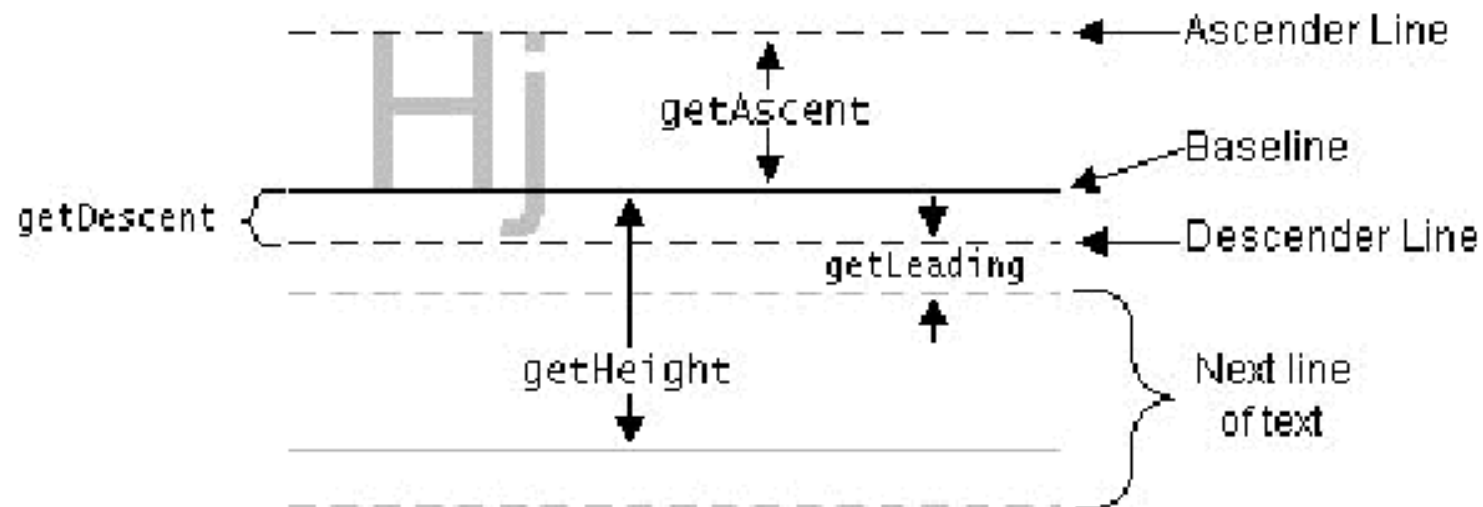 Hj
Ascender Line
getAscent
Baseline
getDescent
Descender Line
getLeading
getHeight
Next line
of text